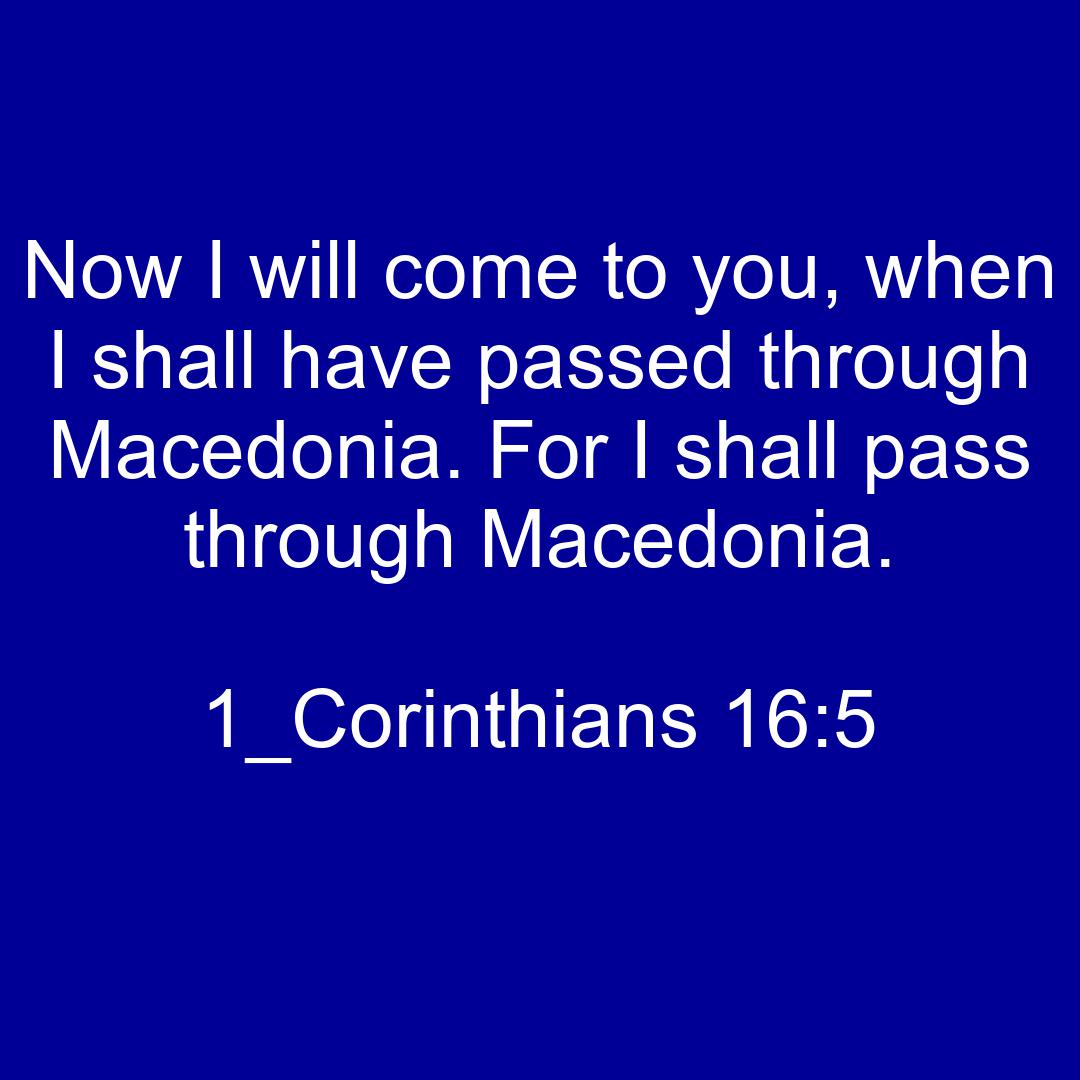 Now I will come to you, when
I shall have passed through
Macedonia. For I shall pass
through Macedonia.
1_Corinthians 16:5